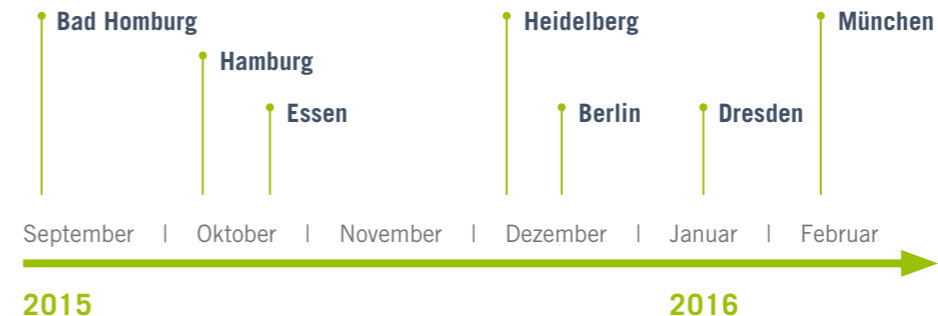 Bad Homburg
Heidelberg
München
Hamburg
Essen
Berlin
Dresden
September | Oktober | November | Dezember | Januar | Februar
2015
2016